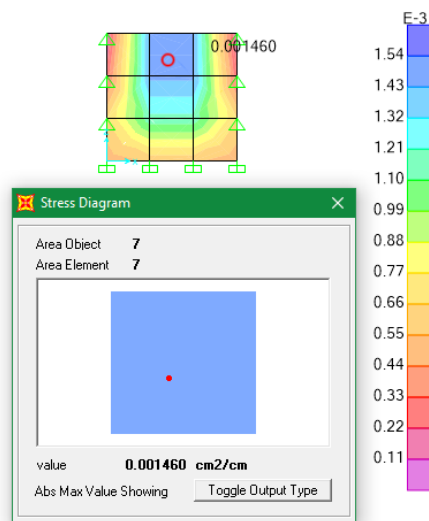 0.001460
E-3
1.54
1.43
1.32
1.21
1.10
0.99
0.88
0.77
0.66
0.55
0.44
0.33
0.22
0.11
Stress Diagram
Area Object 7
Area Element 7
value 0.001460 cm2/cm
Abs Max Value Showing Toggle Output Type